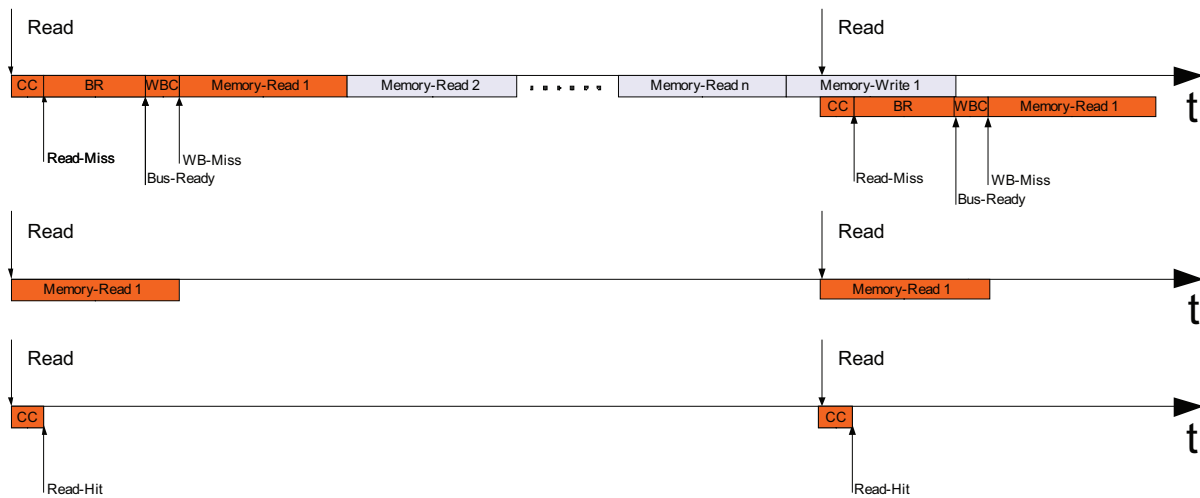 Read Read
CC BR WBC Memory-Read 1 Memory-Read 2 Memory-Read n Memory-Write 1
t
CC BR WBC Memory-Read 1
Read-Miss WB-Miss Read-Miss WB-Miss
Bus-Ready Bus-Ready
Read Read
Memory-Read 1 Memory-Read 1
t
Read Read
CC CC
t
Read-Hit Read-Hit